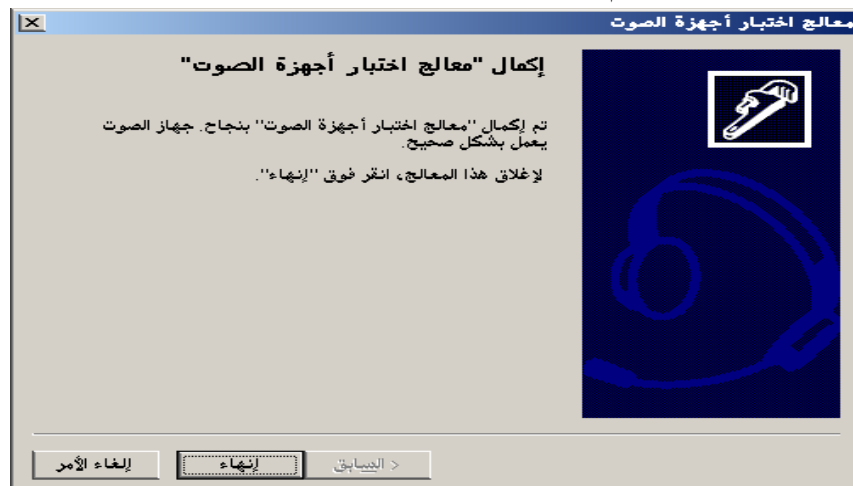 معالج اختبار أجهزة الصوت
إكمال "معالج اختبار أجهزة الصوت"
تم إكمال "معالج اختبار أجهزة الصوت" بنجاح. جهاز الصوت
يعمل بشكل صحيح.
لإغلاق هذا المعالج، انقر فوق "إنهاء".
< السابق
إنهاء
إلغاء الأمر